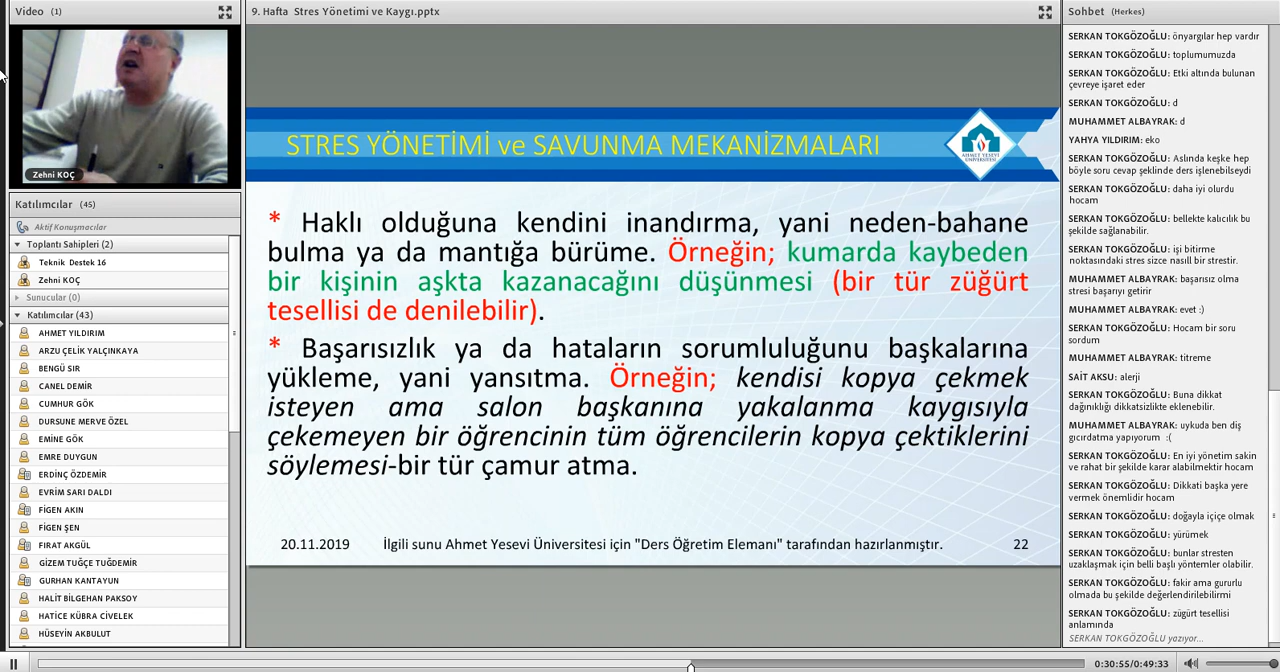 Video (1)
Zehni KOÇ
Katılımcılar (45)
Aktif Konuşmacılar
Toplantı Sahipleri (2)
Teknik Destek 16
Zehni KOÇ
Sunucular (0)
Katılımcılar (43)
AHMET YILDIRIM
ARZU ÇELİK YALÇINKAYA
BENGÜ SIR
CANEL DEMİR
CUMHUR GÖK
DURSUNE MERVE ÖZEL
EMİNE GÖK
EMRE DUYGUN
ERDİNÇ ÖZDEMİR
EVRİM SARI DALDI
FİGEN AKIN
FİGEN ŞEN
FIRAT AKGÜL
GİZEM TUĞÇE TUĞDEMİR
GURHAN KANTAYUN
HALİT BİLGEHAN PAKSOY
HATİCE KÜBRA CİVELEK
HÜSEYİN AKBULUT
9. Hafta Stres Yönetimi ve Kaygı.pptx
STRES YÖNETİMİ ve SAVUNMA MEKANİZMALARI
AHMET YESEVİ
ÜNİVERSİTESİ
* Haklı olduğuna kendini inandırma, yani neden-bahane
bulma ya da mantığa bürüme. Örneğin; kumarda kaybeden
bir kişinin aşkta kazanacağını düşünmesi (bir tür züğürt
tesellisi de denilebilir).
* Başarısızlık ya da hataların sorumluluğunu başkalarına
yükleme, yani yansıtma. Örneğin; kendisi kopya çekmek
isteyen ama salon başkanına yakalanma kaygısıyla
çekemeyen bir öğrencinin tüm öğrencilerin kopya çektiklerini
söylemesi-bir tür çamur atma.
20.11.2019
İlgili sunu Ahmet Yesevi Üniversitesi için "Ders Öğretim Elemanı" tarafından hazırlanmıştır.
22
Sohbet (Herkes)
SERKAN TOKGÖZOĞLU: önyargılar hep vardır
SERKAN TOKGÖZOĞLU: toplumumuzda
SERKAN TOKGÖZOĞLU: Etki altında bulunan
çevreye işaret eder
SERKAN TOKGÖZOĞLU: d
MUHAMMET ALBAYRAK: d
YAHYA YILDIRIM: eko
SERKAN TOKGÖZOĞLU: Aslında keşke hep
böyle soru cevap şeklinde ders işlenebilseydi
SERKAN TOKGÖZOĞLU: daha iyi olurdu
hocam
SERKAN TOKGÖZOĞLU: bellekte kalıcılık bu
şekilde sağlanabilir.
SERKAN TOKGÖZOĞLU: işi bitirme
noktasındaki stres sizce nasıll bir strestir.
MUHAMMET ALBAYRAK: başarısız olma
stresi başarıyı getirir
MUHAMMET ALBAYRAK: evet :)
SERKAN TOKGÖZOĞLU: Hocam bir soru
sordum
MUHAMMET ALBAYRAK: titreme
SAİT AKSU: alerji
SERKAN TOKGÖZOĞLU: Buna dikkat
dağınıklığı dikkatsizlikte eklenebilir.
MUHAMMET ALBAYRAK: uykuda ben diş
gıcırdatma yapıyorum :(
SERKAN TOKGÖZOĞLU: En iyi yönetim sakin
ve rahat bir şekilde karar alabilmektir hocam
SERKAN TOKGÖZOĞLU: Dikkati başka yere
vermek önemlidir hocam
SERKAN TOKGÖZOĞLU: doğayla içiçe olmak
SERKAN TOKGÖZOĞLU: yürümek
SERKAN TOKGÖZOĞLU: bunlar stresten
uzaklaşmak için belli başlı yöntemler olabilir.
SERKAN TOKGÖZOĞLU: fakir ama gururlu
olmada bu şekilde değerlendirilebilirmi
SERKAN TOKGÖZOĞLU: zügürt tesellisi
anlamında
SERKAN TOKGÖZOĞLU yazıyor...
0:30:55/0:49:33